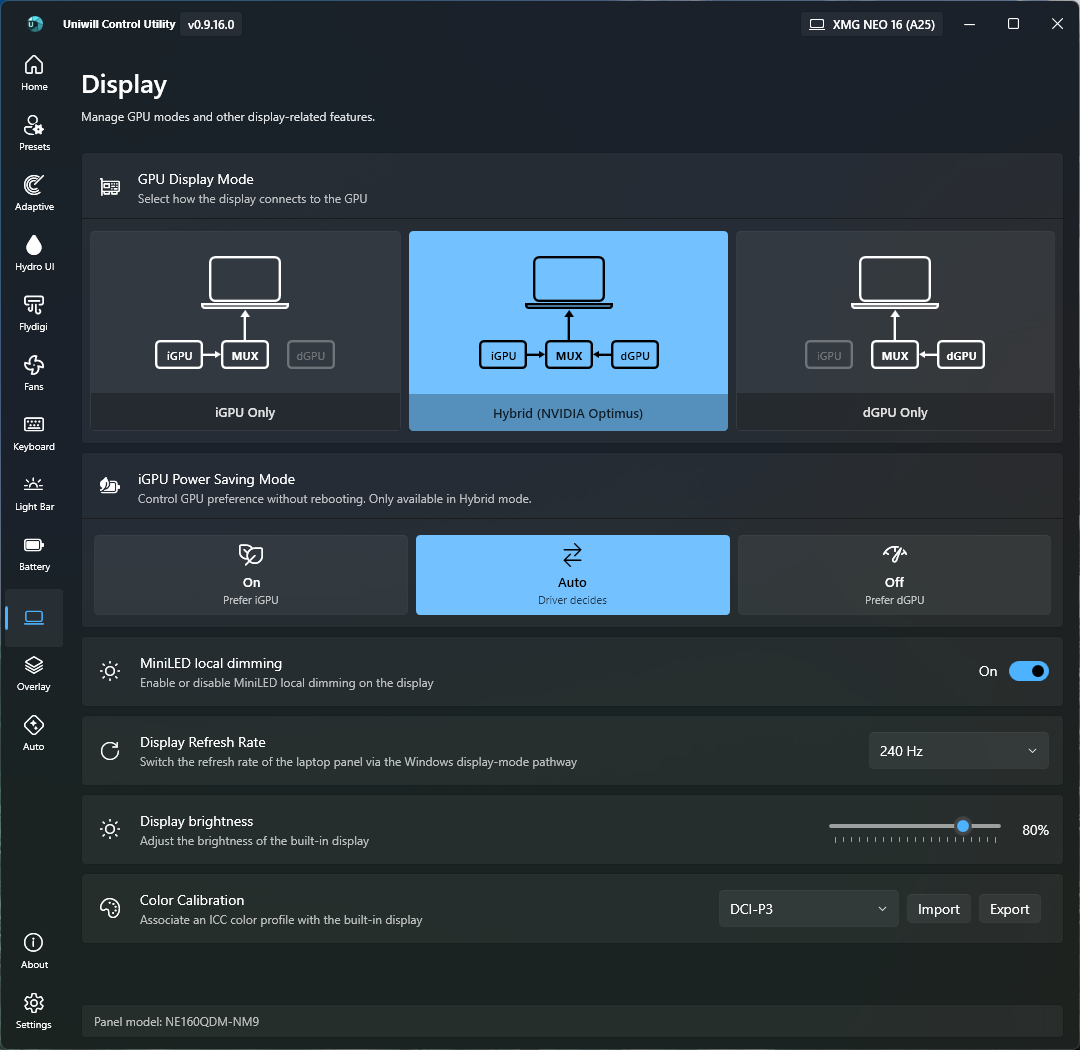 Uniwill Control Utility v0.9.16.0
XMG NEO 16 (A25)
Home
Presets
Adaptive
Hydro UI
Flydigi
Fans
Keyboard
Light Bar
Battery
Overlay
Auto
About
Settings
Display
Manage GPU modes and other display-related features.
GPU Display Mode
Select how the display connects to the GPU
iGPU MUX dGPU
iGPU Only
iGPU MUX dGPU
Hybrid (NVIDIA Optimus)
iGPU MUX dGPU
dGPU Only
iGPU Power Saving Mode
Control GPU preference without rebooting. Only available in Hybrid mode.
On
Prefer iGPU
Auto
Driver decides
Off
Prefer dGPU
MiniLED local dimming
Enable or disable MiniLED local dimming on the display
On
Display Refresh Rate
Switch the refresh rate of the laptop panel via the Windows display-mode pathway
240 Hz
Display brightness
Adjust the brightness of the built-in display
80%
Color Calibration
Associate an ICC color profile with the built-in display
DCI-P3
Import
Export
Panel model: NE160QDM-NM9